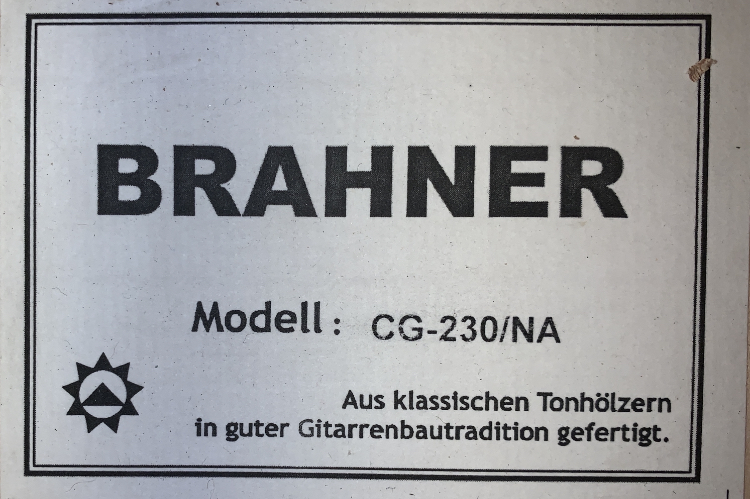 BRAHNER
Modell: CG-230/NA
Aus klassischen Tonhölzern
in guter Gitarrenbautradition gefertigt.